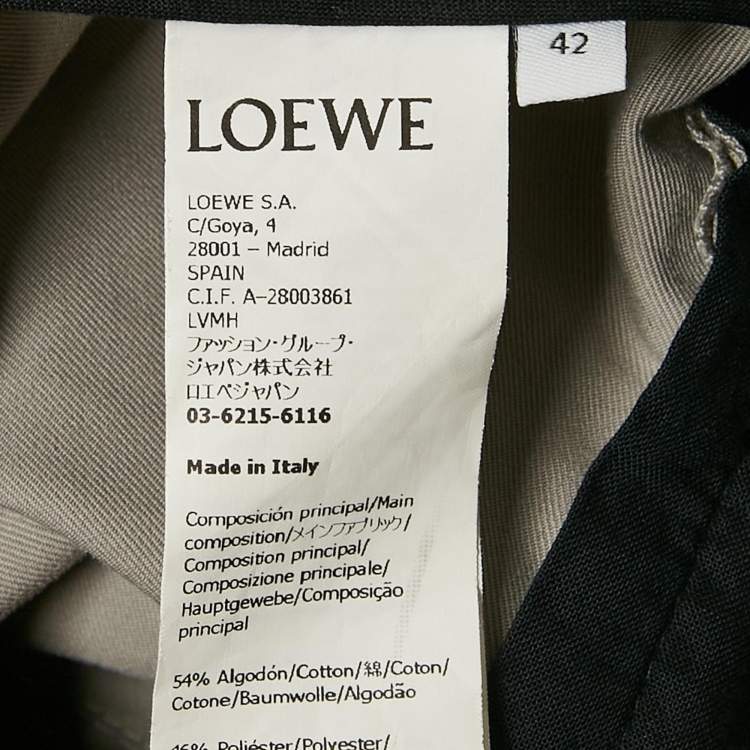 42
LOEWE
LOEWE S.A.
C/Goya, 4
28001 – Madrid
SPAIN
C.I.F. A–28003861
LVMH
ファッション・グループ・
ジャパン株式会社
ロエベジャパン
03-6215-6116
Made in Italy
Composición principal/Main
composition/メインファブリック/
Composition principal/
Composizione principale/
Hauptgewebe/Composição
principal
54% Algodón/Cotton/綿/Coton/
Cotone/Baumwolle/Algodão
46% Poliéster/Polyester/